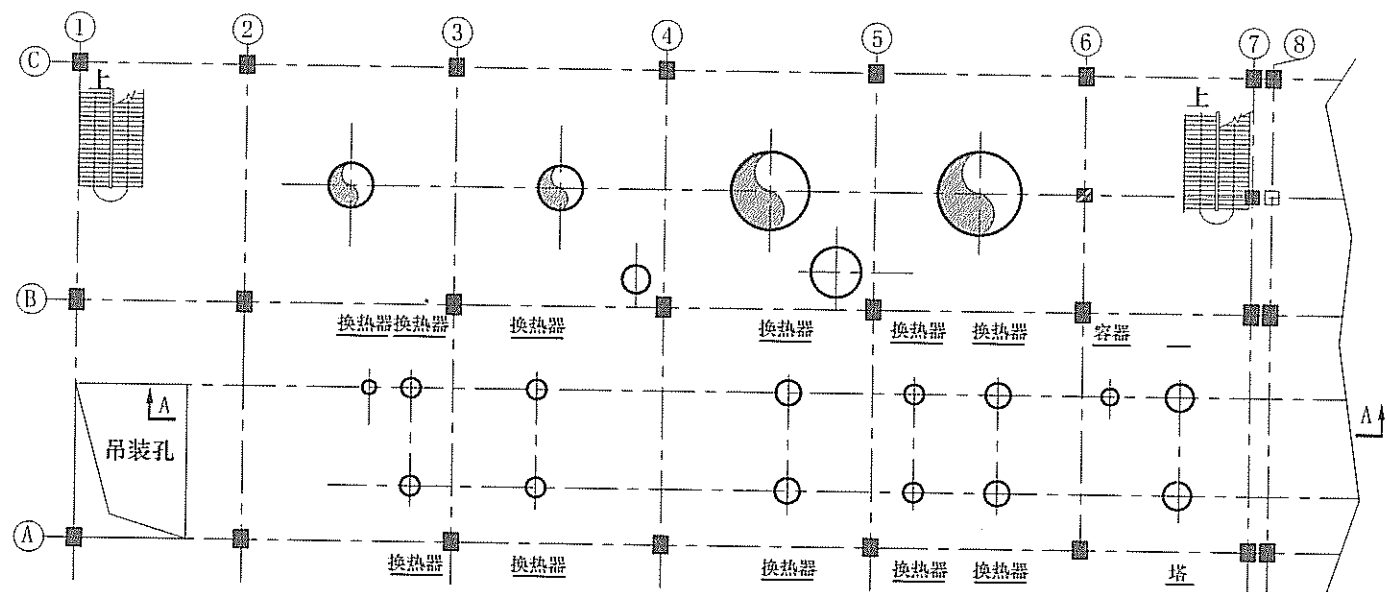 ① ② ③ ④ ⑤ ⑥ ⑦ ⑧
C
上 上
B
换热器 换热器 换热器 换热器 换热器 换热器 容器
A A
吊装孔
A
换热器 换热器 换热器 换热器 换热器 塔